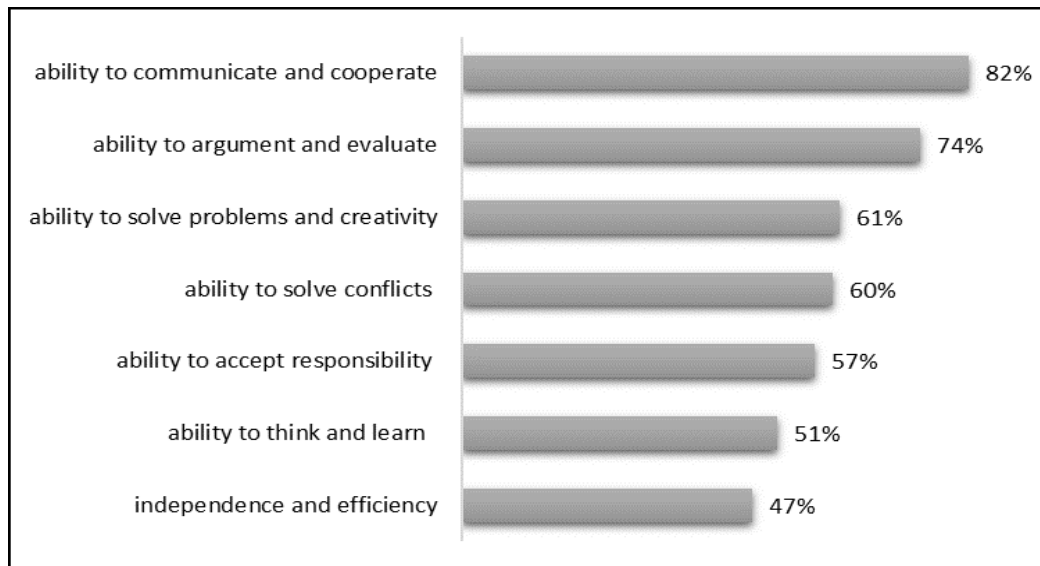 ability to communicate and cooperate 82%
ability to argument and evaluate 74%
ability to solve problems and creativity 61%
ability to solve conflicts 60%
ability to accept responsibility 57%
ability to think and learn 51%
independence and efficiency 47%